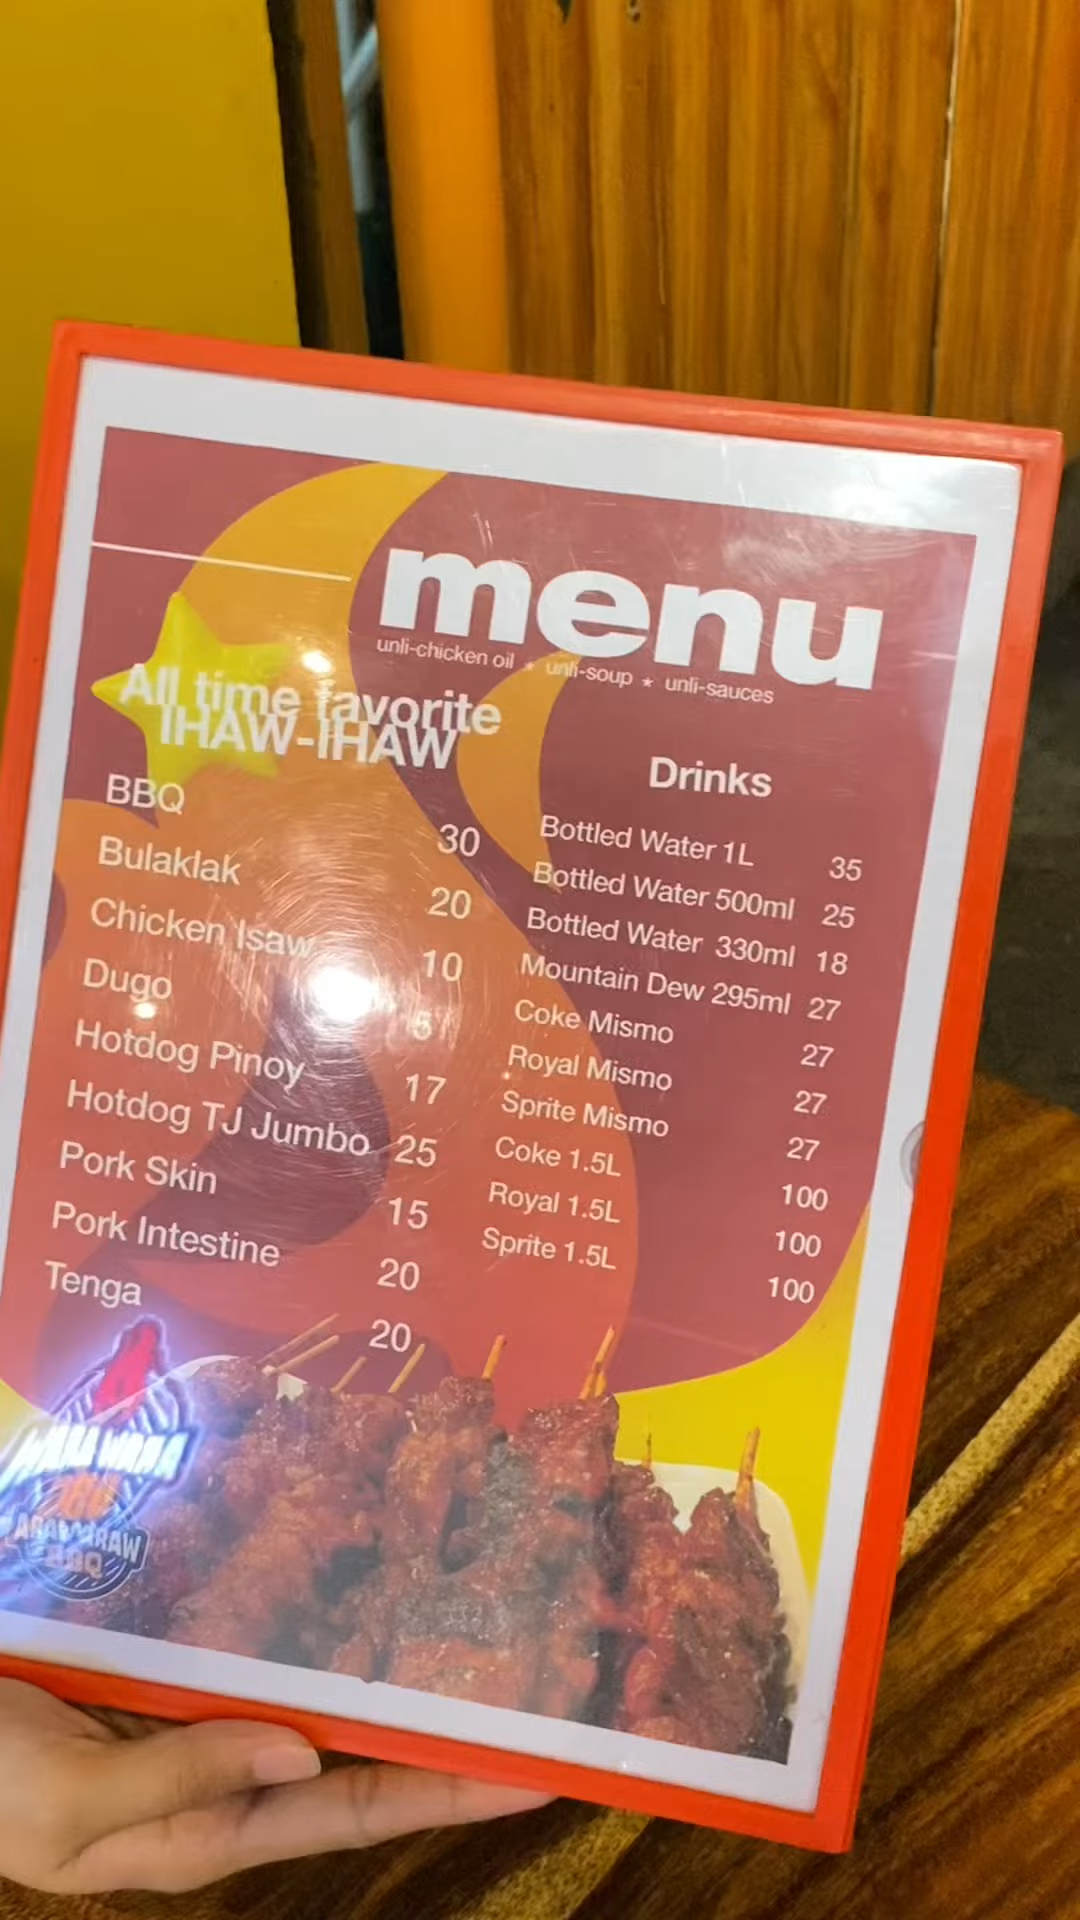 menu
unli-chicken oil ★ unli-soup ★ unli-sauces
All time favorite
IHAW-IHAW
BBQ 30
Bulaklak 20
Chicken Isaw 10
Dugo 5
Hotdog Pinoy 17
Hotdog TJ Jumbo 25
Pork Skin 15
Pork Intestine 20
Tenga 20
Drinks
Bottled Water 1L 35
Bottled Water 500ml 25
Bottled Water 330ml 18
Mountain Dew 295ml 27
Coke Mismo 27
Royal Mismo 27
Sprite Mismo 27
Coke 1.5L 100
Royal 1.5L 100
Sprite 1.5L 100
BBQ